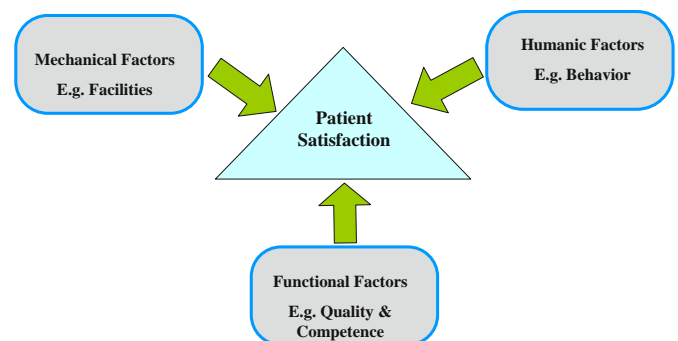 Mechanical Factors
E.g. Facilities
Humanic Factors
E.g. Behavior
Patient
Satisfaction
Functional Factors
E.g. Quality &
Competence